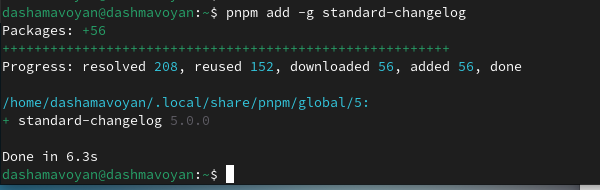 dashamavoyan@dashmavoyan:~$ pnpm add -g standard-changelog
Packages: +56
++++++++++++++++++++++++++++++++++++++++++++++++++++++++
Progress: resolved 208, reused 152, downloaded 56, added 56, done
/home/dashamavoyan/.local/share/pnpm/global/5:
+ standard-changelog 5.0.0
Done in 6.3s
dashamavoyan@dashmavoyan:~$